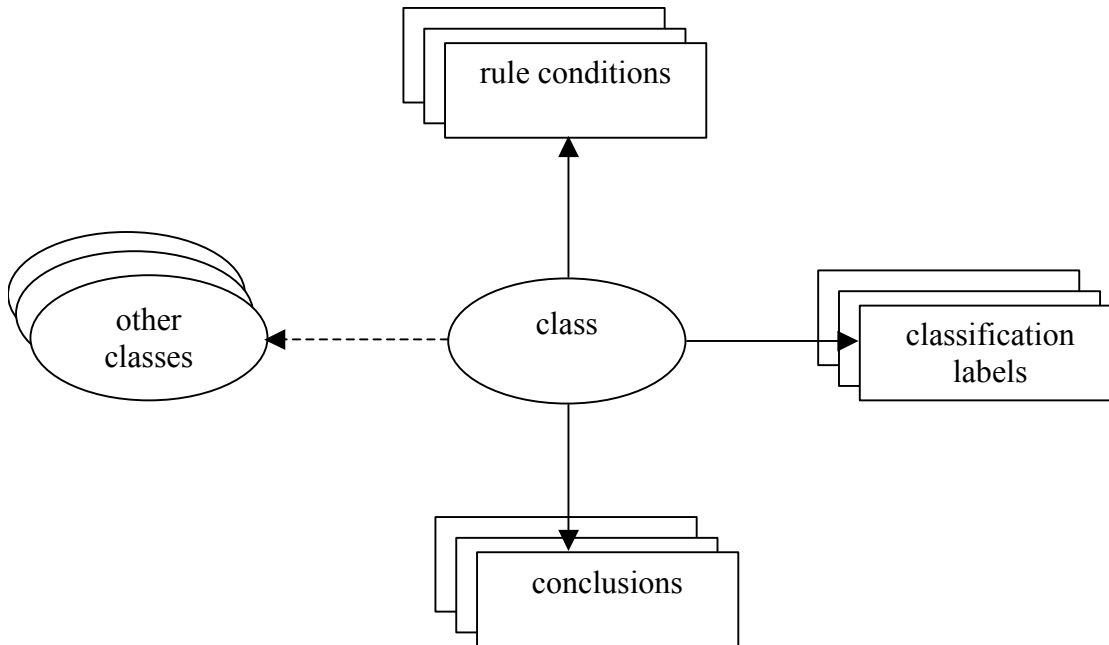 rule conditions
other
classes
class
classification
labels
conclusions